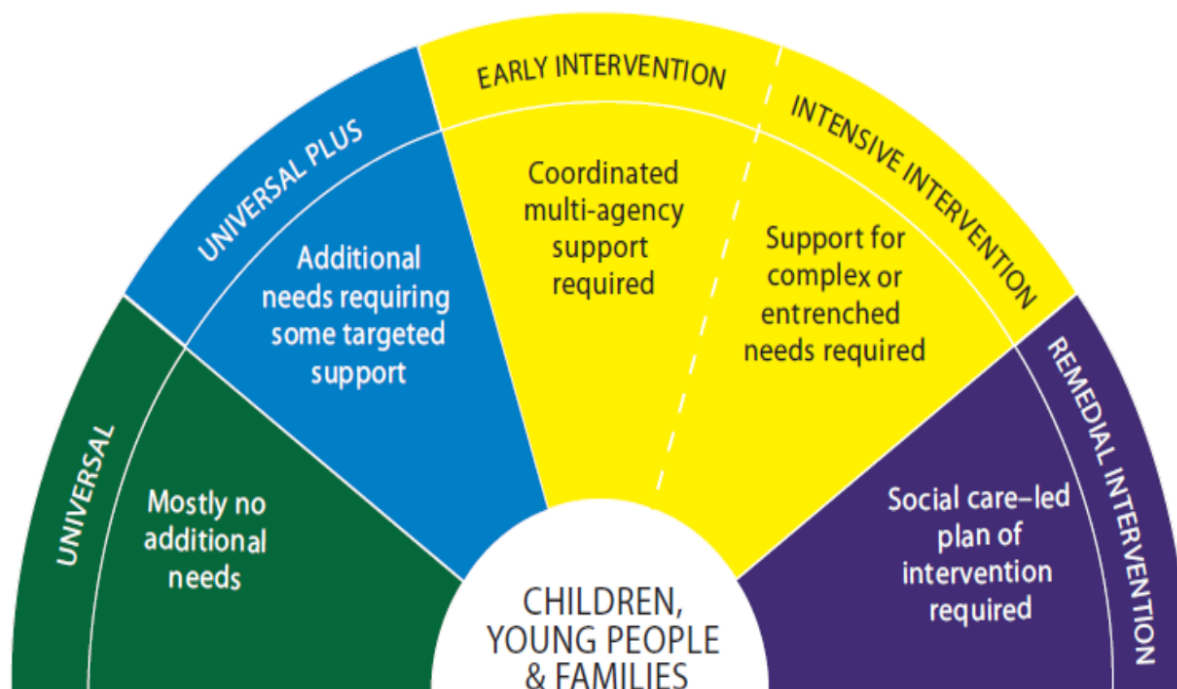 UNIVERSAL
Mostly no
additional
needs
UNIVERSAL PLUS
Additional
needs requiring
some targeted
support
EARLY INTERVENTION
Coordinated
multi-agency
support
required
INTENSIVE INTERVENTION
Support for
complex or
entrenched
needs required
REMEDIAL INTERVENTION
Social care–led
plan of
intervention
required
CHILDREN,
YOUNG PEOPLE
& FAMILIES